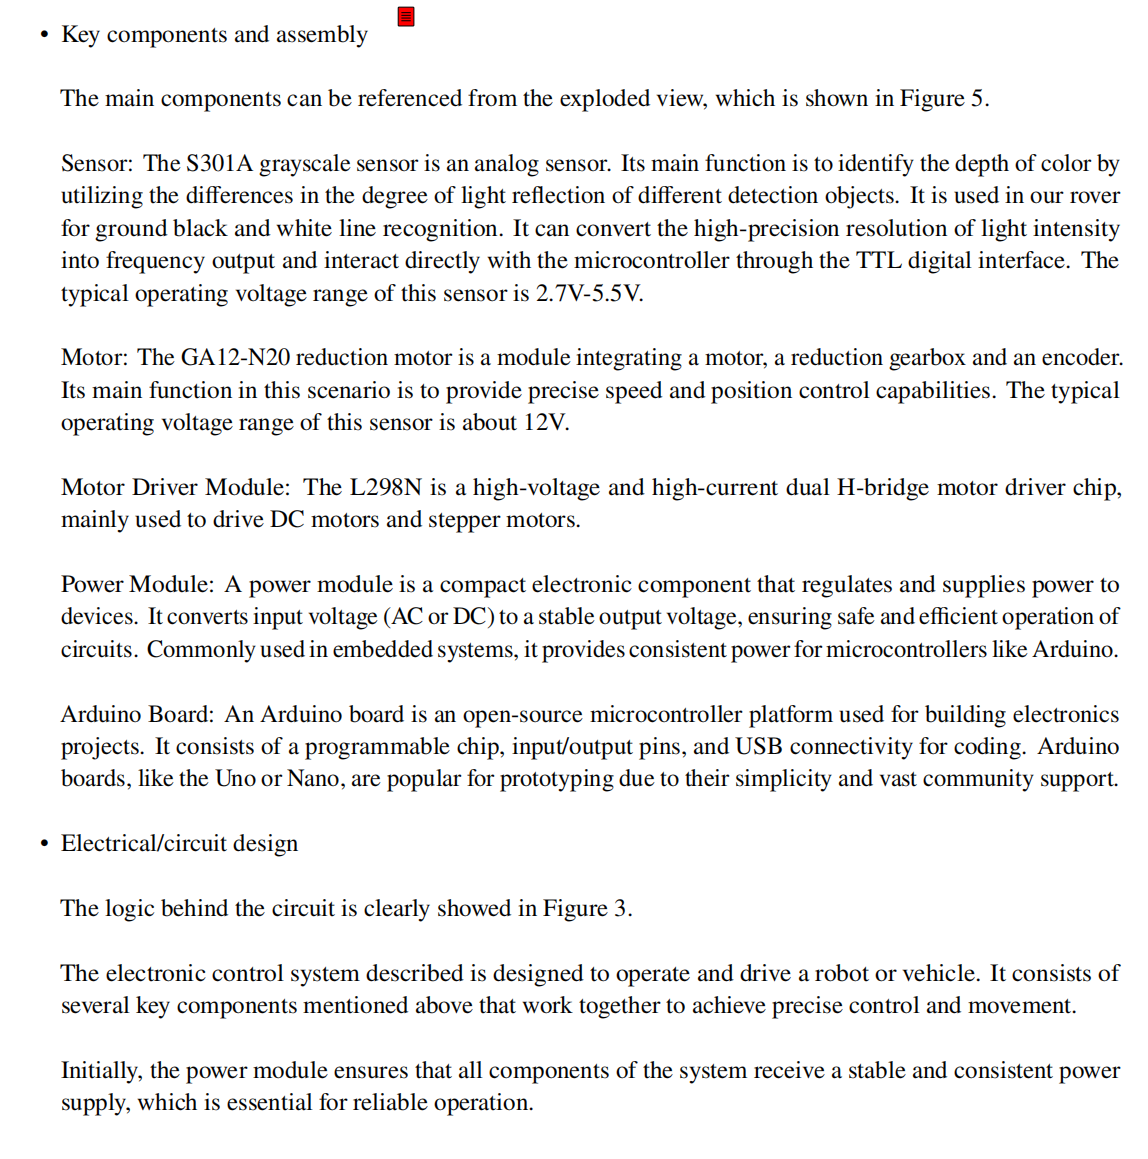 • Key components and assembly
The main components can be referenced from the exploded view, which is shown in Figure 5.
Sensor: The S301A grayscale sensor is an analog sensor. Its main function is to identify the depth of color by
utilizing the differences in the degree of light reflection of different detection objects. It is used in our rover
for ground black and white line recognition. It can convert the high-precision resolution of light intensity
into frequency output and interact directly with the microcontroller through the TTL digital interface. The
typical operating voltage range of this sensor is 2.7V-5.5V.
Motor: The GA12-N20 reduction motor is a module integrating a motor, a reduction gearbox and an encoder.
Its main function in this scenario is to provide precise speed and position control capabilities. The typical
operating voltage range of this sensor is about 12V.
Motor Driver Module: The L298N is a high-voltage and high-current dual H-bridge motor driver chip,
mainly used to drive DC motors and stepper motors.
Power Module: A power module is a compact electronic component that regulates and supplies power to
devices. It converts input voltage (AC or DC) to a stable output voltage, ensuring safe and efficient operation of
circuits. Commonly used in embedded systems, it provides consistent power for microcontrollers like Arduino.
Arduino Board: An Arduino board is an open-source microcontroller platform used for building electronics
projects. It consists of a programmable chip, input/output pins, and USB connectivity for coding. Arduino
boards, like the Uno or Nano, are popular for prototyping due to their simplicity and vast community support.
• Electrical/circuit design
The logic behind the circuit is clearly showed in Figure 3.
The electronic control system described is designed to operate and drive a robot or vehicle. It consists of
several key components mentioned above that work together to achieve precise control and movement.
Initially, the power module ensures that all components of the system receive a stable and consistent power
supply, which is essential for reliable operation.